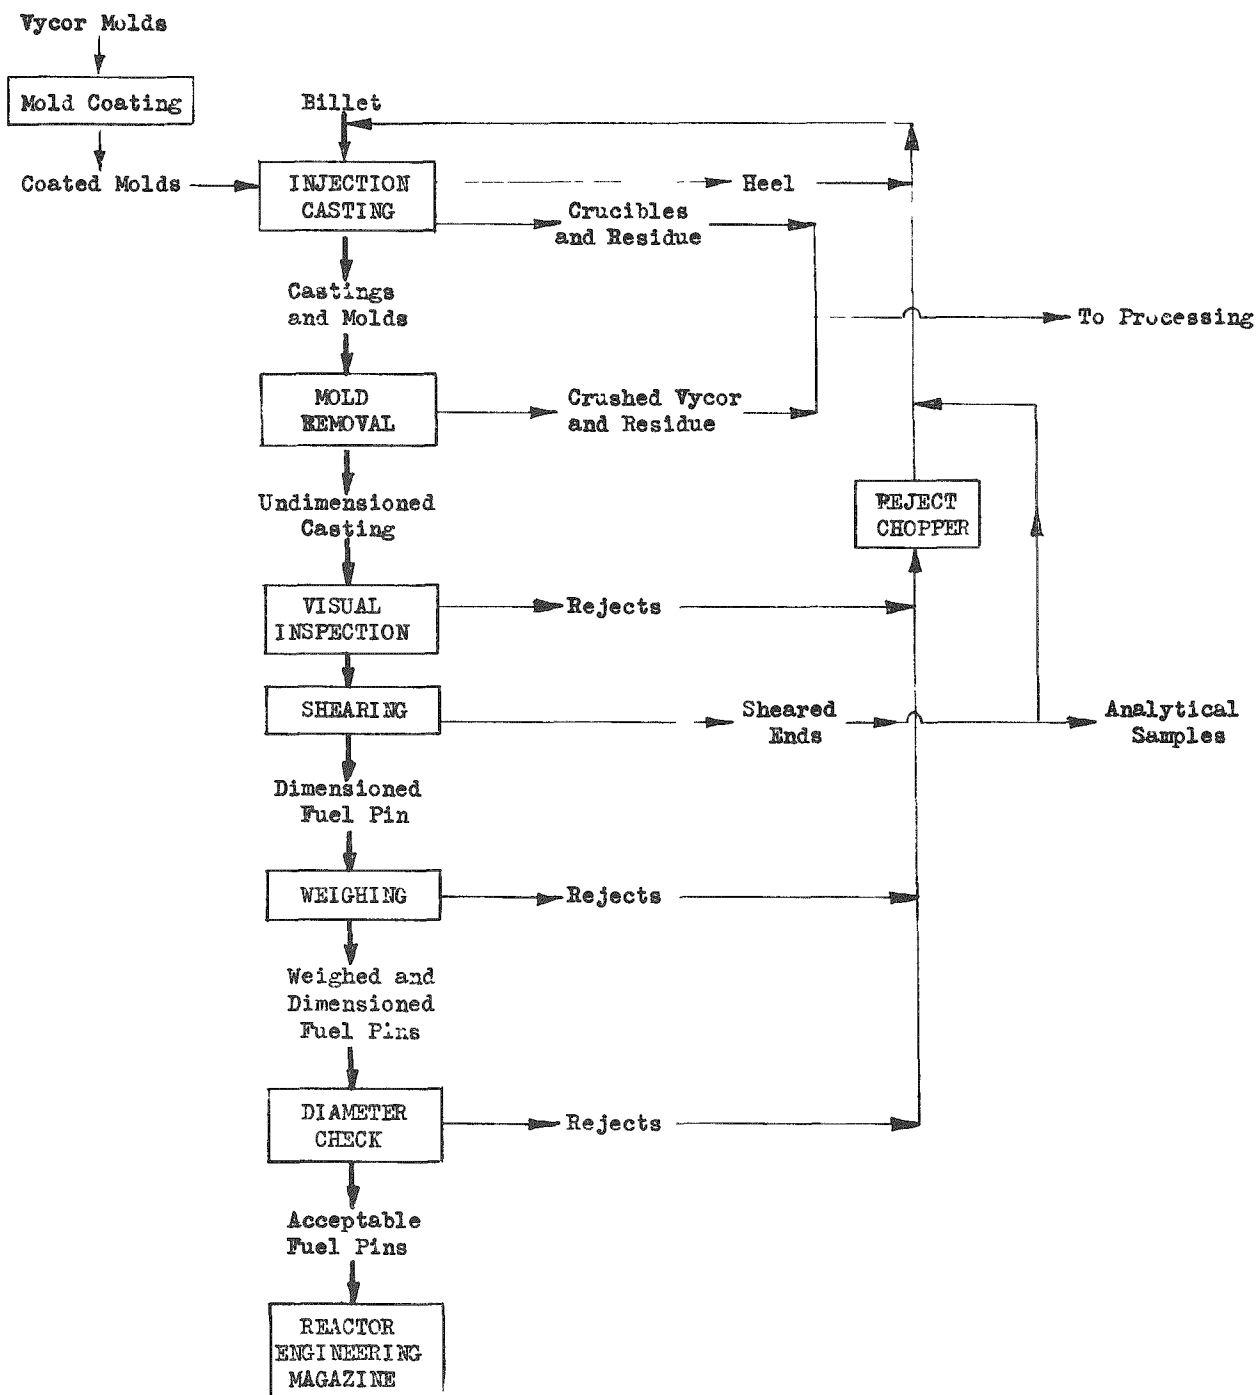 Vycor Molds
Mold Coating
Coated Molds
Billet
INJECTION
CASTING
Heel
Crucibles
and Residue
Castings
and Molds
To Processing
MOLD
REMOVAL
Crushed Vycor
and Residue
Undimensioned
Casting
REJECT
CHOPPER
VISUAL
INSPECTION
Rejects
SHEARING
Sheared
Ends
Analytical
Samples
Dimensioned
Fuel Pin
WEIGHING
Rejects
Weighed and
Dimensioned
Fuel Pins
DIAMETER
CHECK
Rejects
Acceptable
Fuel Pins
REACTOR
ENGINEERING
MAGAZINE